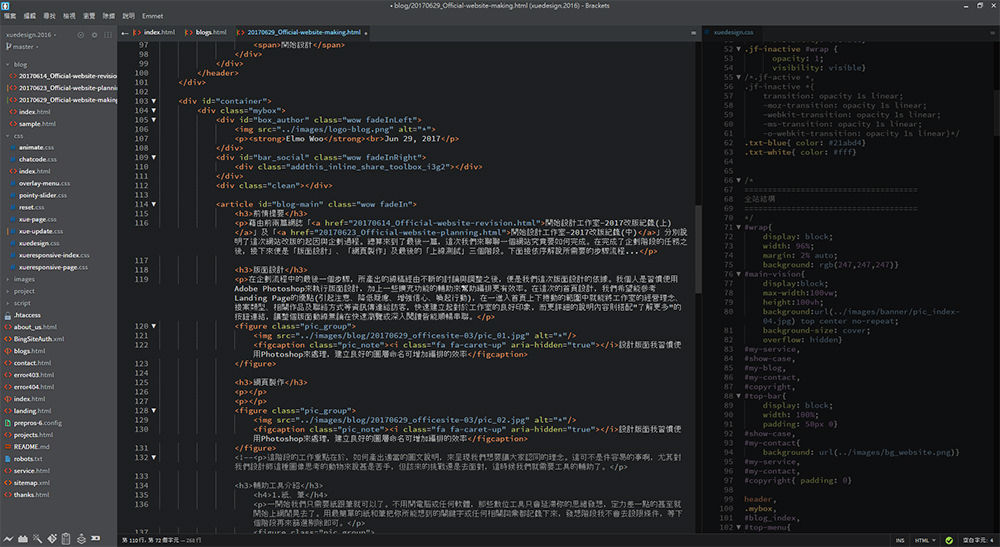 • blog/20170629_Official-website-making.html (xuedesign.2016) - Brackets
檔案 編輯 尋找 檢視 瀏覽 除錯 說明 Emmet
xuedesign.2016
master
blog
20170614_Official-website-revision
20170623_Official-website-plannin
20170629_Official-website-making
index.html
sample.html
css
animate.css
chatcode.css
index.html
overlay-menu.css
pointy-slider.css
reset.css
xue-page.css
xue-update.css
xuedesign.css
xueresponsive-index.css
xueresponsive-page.css
images
project
script
.htaccess
about_us.html
BingSiteAuth.xml
blogs.html
contact.html
error403.html
error404.html
index.html
landing.html
prepros-6.config
projects.html
README.md
robots.txt
service.html
sitemap.xml
thanks.html
index.html blogs.html 20170629_Official-website-making.html
97 <span>開始設計</span>
98 </div>
99 </div>
100 </header>
101 </div>
102
103 <div id="container">
104 <div class="mybox">
105 <div id="box_author" class="wow fadeInLeft">
106 <img src="../images/logo-blog.png" alt="*">
107 <p><strong>Elmo Woo</strong><br>Jun 29, 2017</p>
108 </div>
109 <div id="bar_social" class="wow fadeInRight">
110 <div class="addthis_inline_share_toolbox_i3g2"></div>
111 </div>
112 <div class="clean"></div>
113
114 <article id="blog-main" class="wow fadeIn">
115 <h3>前情提要</h3>
116 <p>藉由前兩篇網誌「<a href="20170614_Official-website-revision.html">開始設計工作室-2017改版紀錄(上)
</a>」及「<a href="20170623_Official-website-planning.html">開始設計工作室-2017改版紀錄(中)</a>」分別說
明了這次網站改版的起因與企劃過程。總算來到了最後一篇，這次我們來聊聊一個網站究竟要如何完成。在完成了企劃階段的任務之
後，接下來便是「版面設計」、「網頁製作」及最後的「上線測試」三個階段。下面接依序解說所需要的步驟流程...</p>
117
118 <h3>版面設計</h3>
119 <p>在企劃流程中的最後一個步驟，所產出的線稿經由不斷的討論與調整之後，便是我們這次版面設計的依據。我個人是習慣使用
Adobe Photoshop來執行版面設計，加上一些擴充功能的輔助來幫助編排更有效率。在這次的首頁設計，我們希望能參考
Landing Page的優點(引起注意、降低疑慮、增強信心、喚起行動)，在一進入首頁上下捲動的範圍中就能將工作室的經營理念、
接案類型、相關作品及聯絡方式等資訊傳達給訪客，快速建立起對於工作室的良好印象，而更詳細的說明內容則搭配"了解更多"的
按鈕連結，讓整個版面動線無論在快速瀏覽或深入閱讀皆能順暢串聯。</p>
120 <figure class="pic_group">
121 <img src="../images/blog/20170629_officesite-03/pic_01.jpg" alt="*"/>
122 <figcaption class="pic_note"><i class="fa fa-caret-up" aria-hidden="true"></i>設計版面我習慣使
用Photoshop來處理，建立良好的圖層命名可增加編排的效率</figcaption>
123 </figure>
124
125 <h3>網頁製作</h3>
126 <p></p>
127 <p></p>
128 <figure class="pic_group">
129 <img src="../images/blog/20170629_officesite-03/pic_02.jpg" alt="*"/>
130 <figcaption class="pic_note"><i class="fa fa-caret-up" aria-hidden="true"></i>設計版面我習慣使
用Photoshop來處理，建立良好的圖層命名可增加編排的效率</figcaption>
131 </figure>
132 <!--<p>這階段的工作重點在於，如何產出適當的圖文說明，來呈現我們想要讓大家認同的理念。這可不是件容易的事啊，尤其對
我們設計師這種圖像思考的動物來說甚是苦手，但該來的挑戰還是去面對，這時候我們就需要工具的輔助了。</p>
133
134 <h3>輔助工具介紹</h3>
135 <h4>1.紙、筆</h4>
136 <p>一開始我們只需要紙跟筆就可以了。不用開電腦或任何軟體，那些數位工具只會延滯你的思緒發想，定力差一點的甚至就
開始上網閒晃去了。用最簡單的紙和筆把你所能想到的關鍵字或任何相關詞彙都記載下來，發想階段我不會去設限條件，等下
個階段再來篩選剔除即可。</p>
137 <figure class="pic_group">
xuedesign.css
52 .jf-inactive #wrap {
53 opacity: 1;
54 visibility: visible}
55 /*.jf-active *,
56 .jf-inactive *{
57 transition: opacity 1s linear;
58 -moz-transition: opacity 1s linear;
59 -webkit-transition: opacity 1s linear;
60 -ms-transition: opacity 1s linear;
61 -o-webkit-transition: opacity 1s linear}*/
62 .txt-blue{ color: #21abd4}
63 .txt-white{ color: #fff}
64
65
66 /*
67 ====================================
68 全站結構
69 ====================================
70 */
71 #wrap{
72 display: block;
73 width: 96%;
74 margin: 2% auto;
75 background: rgb(247,247,247)}
76 #main-vision{
77 display: block;
78 max-width:100vw;
79 height:100vh;
80 background:url(../images/banner/pic_index-
04.jpg) top center no-repeat;
81 background-size: cover;
82 overflow: hidden}
83 #my-service,
84 #show-case,
85 #my-blog,
86 #my-contact,
87 #copyright,
88 #top-bar{
89 display: block;
90 width: 100%;
91 padding: 50px 0}
92 #show-case,
93 #my-contact{
94 background: url(../images/bg_website.png)}
95 #my-service,
96 #my-contact,
97 #copyright{ padding: 0}
98
99 header,
100 .mybox,
101 #blog_index,
102 #top-menu{
第 110 行, 第 72 個字元 — 268 行
INS HTML 空白字元: 4